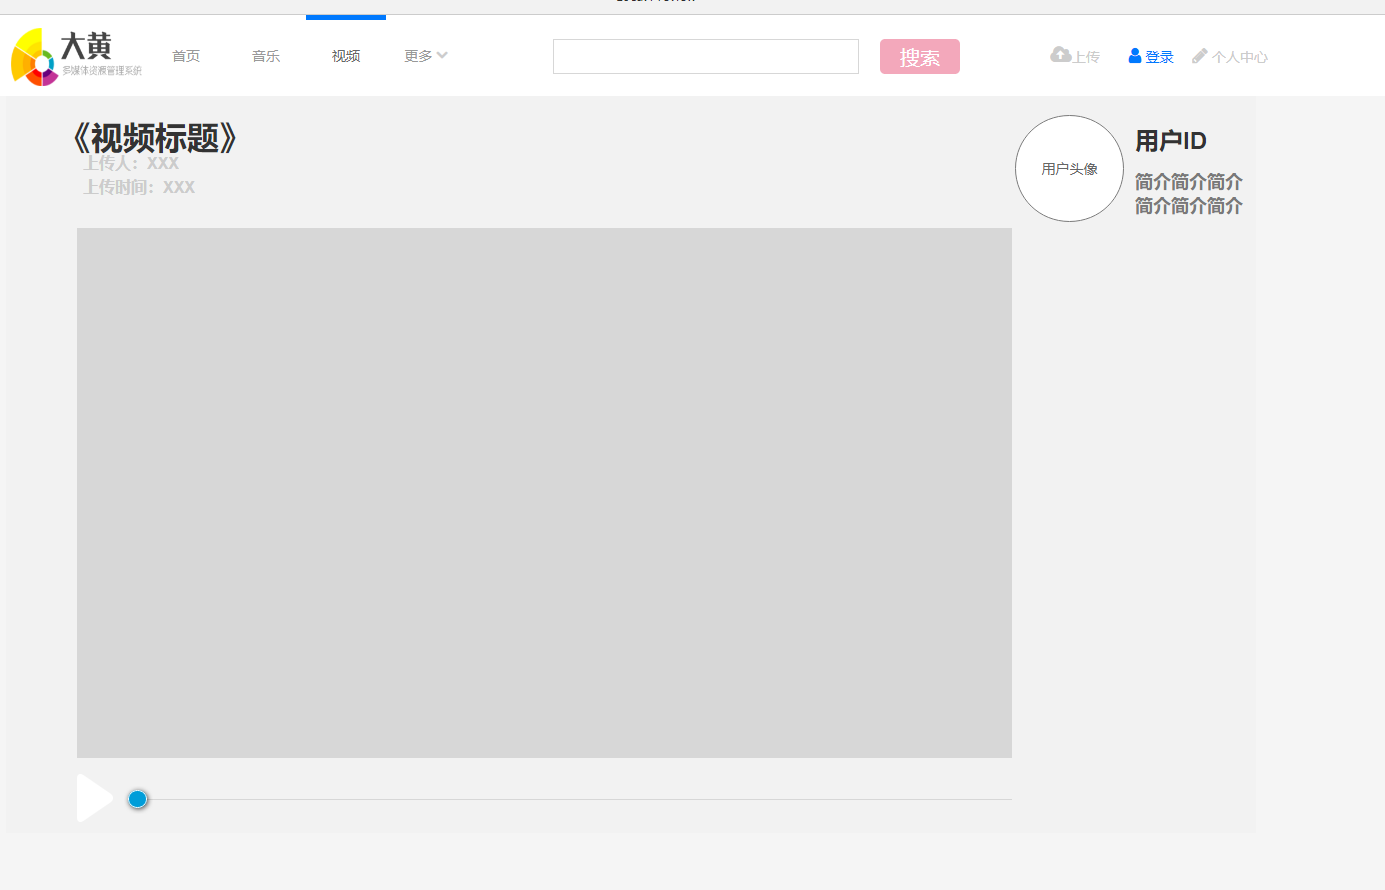 大黄
多媒体资源管理系统
首页
音乐
视频
更多
搜索
上传
登录
个人中心
《视频标题》
上传人：XXX
上传时间：XXX
用户头像
用户ID
简介简介简介
简介简介简介